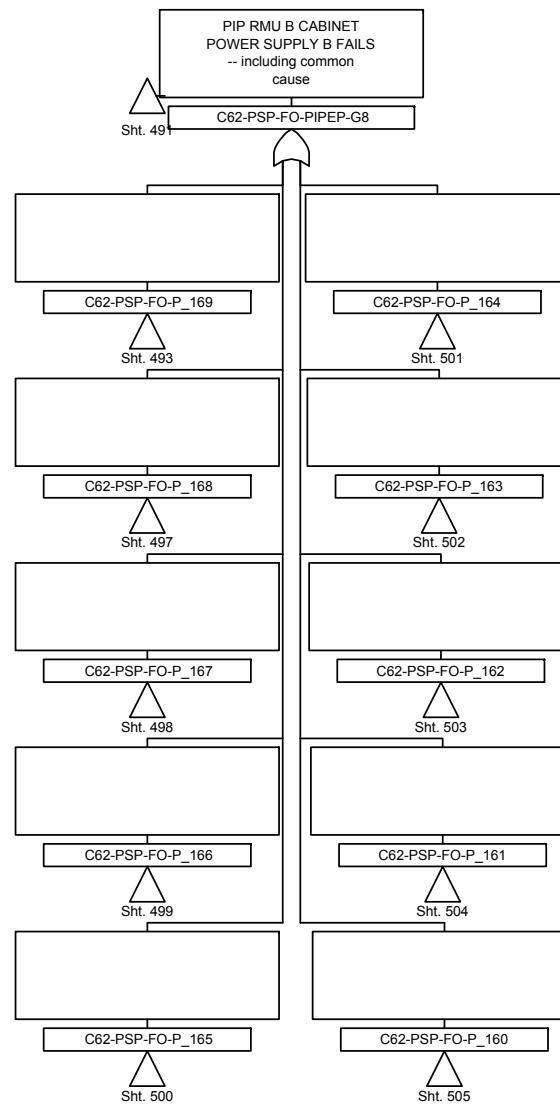 PIP RMU B CABINET
POWER SUPPLY B FAILS
-- including common
cause
Sht. 491
C62-PSP-FO-PIPEP-G8
C62-PSP-FO-P_169
Sht. 493
C62-PSP-FO-P_164
Sht. 501
C62-PSP-FO-P_168
Sht. 497
C62-PSP-FO-P_163
Sht. 502
C62-PSP-FO-P_167
Sht. 498
C62-PSP-FO-P_162
Sht. 503
C62-PSP-FO-P_166
Sht. 499
C62-PSP-FO-P_161
Sht. 504
C62-PSP-FO-P_165
Sht. 500
C62-PSP-FO-P_160
Sht. 505